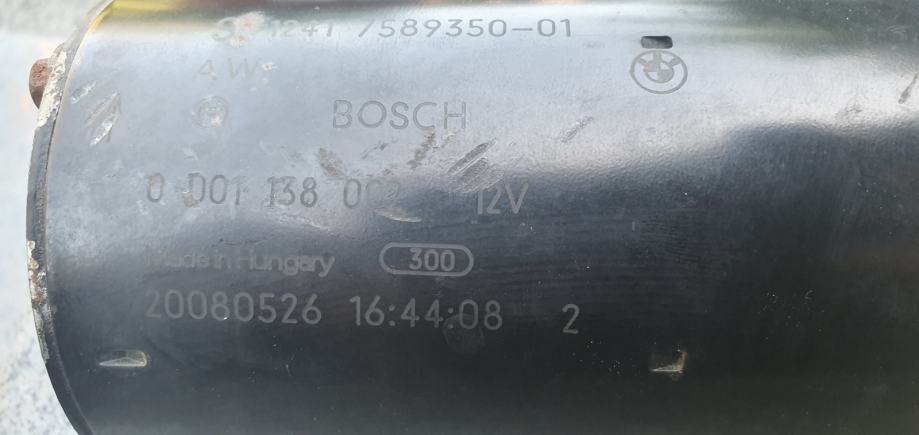 1241 7589350-01
AW
BOSCH
0 001 138 002 12V
Made in Hungary 300
20080526 16:44:08 2